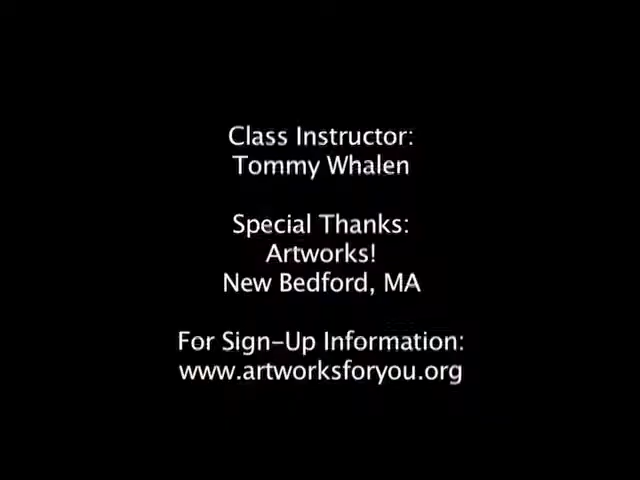 Class Instructor:
Tommy Whalen
Special Thanks:
Artworks!
New Bedford, MA
For Sign-Up Information:
www.artworksforyou.org